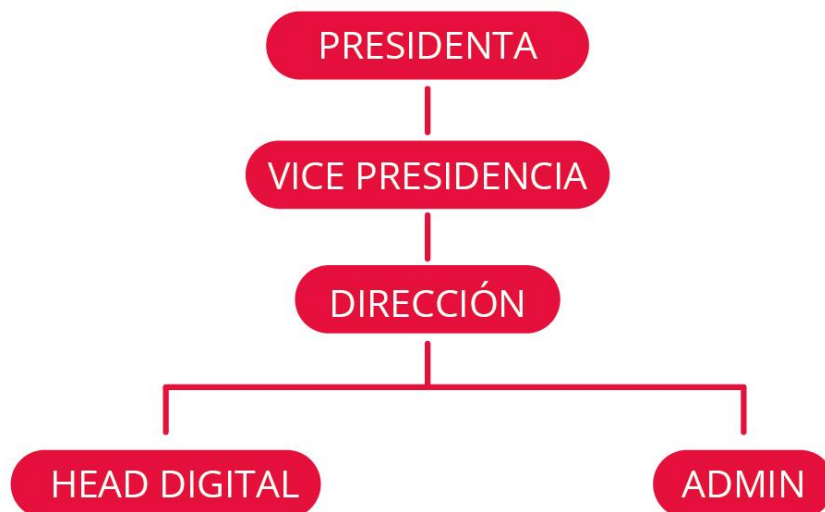 PRESIDENTA
VICE PRESIDENCIA
DIRECCIÓN
HEAD DIGITAL
ADMIN